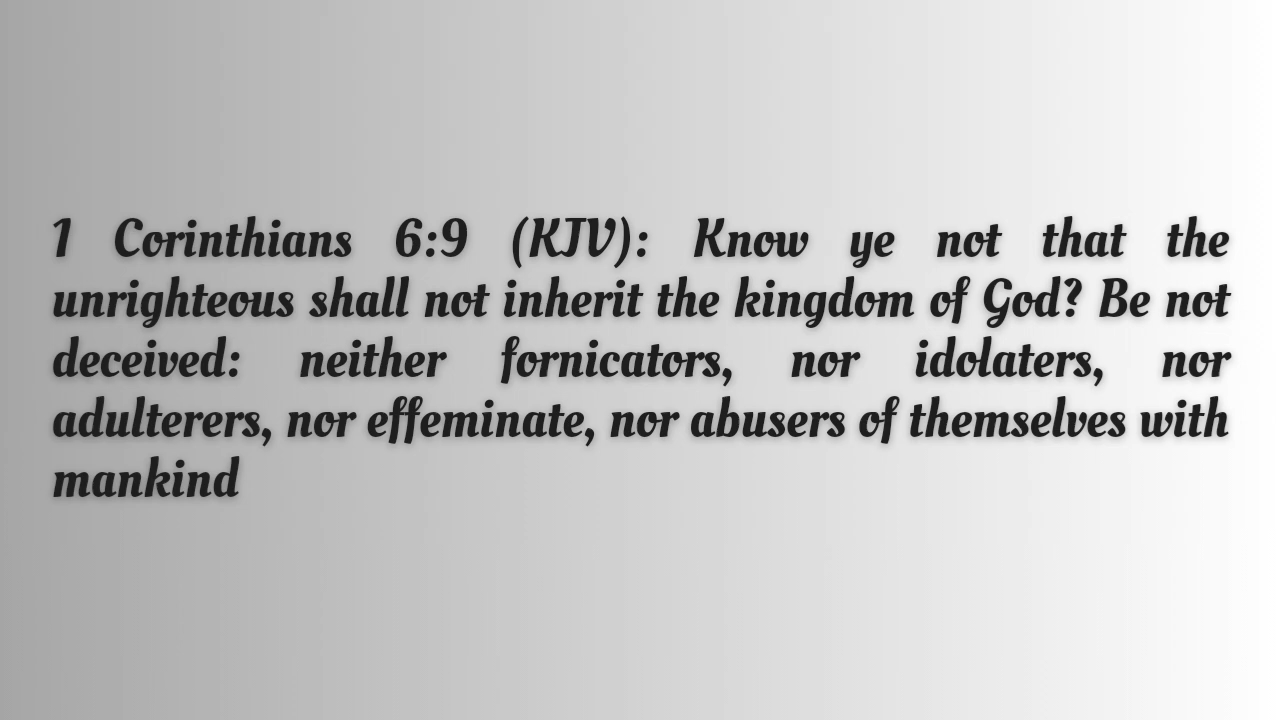 1 Corinthians 6:9 (KJV): Know ye not that the
unrighteous shall not inherit the kingdom of God? Be not
deceived: neither fornicators, nor idolaters, nor
adulterers, nor effeminate, nor abusers of themselves with
mankind